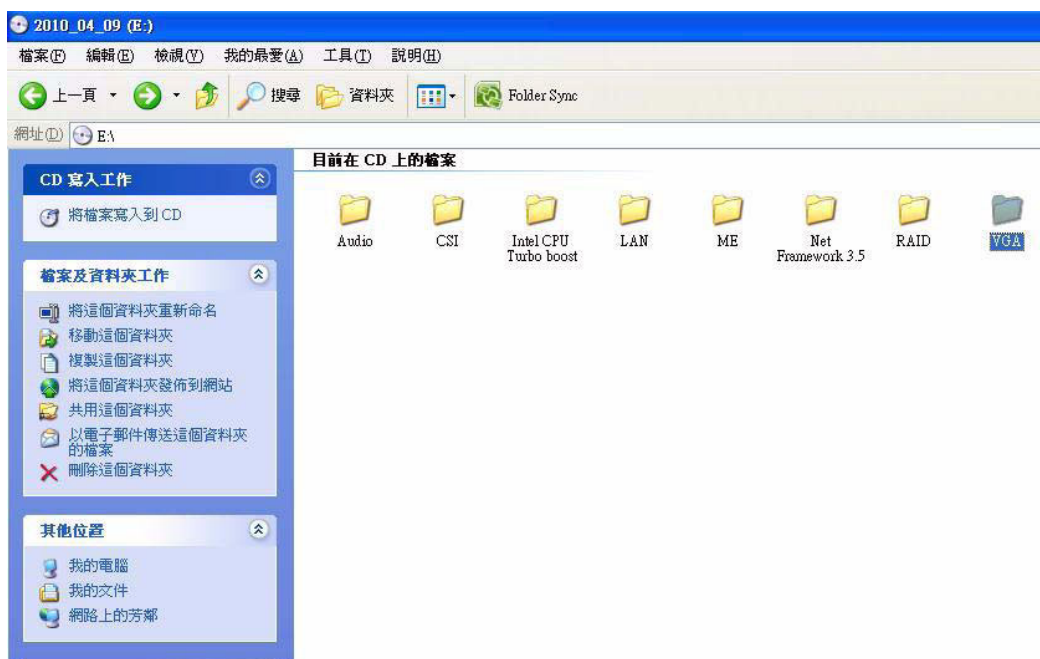 2010_04_09 (E:)
檔案(F) 編輯(E) 檢視(V) 我的最愛(A) 工具(T) 說明(H)
上一頁 搜尋 資料夾 Folder Sync
網址(D) E:\
目前在 CD 上的檔案
CD 寫入工作
將檔案寫入到 CD
Audio CSI Intel CPU Turbo boost LAN ME Net Framework 3.5 RAID VGA
檔案及資料夾工作
將這個資料夾重新命名
移動這個資料夾
複製這個資料夾
將這個資料夾發佈到網站
共用這個資料夾
以電子郵件傳送這個資料夾
的檔案
刪除這個資料夾
其他位置
我的電腦
我的文件
網路上的芳鄰